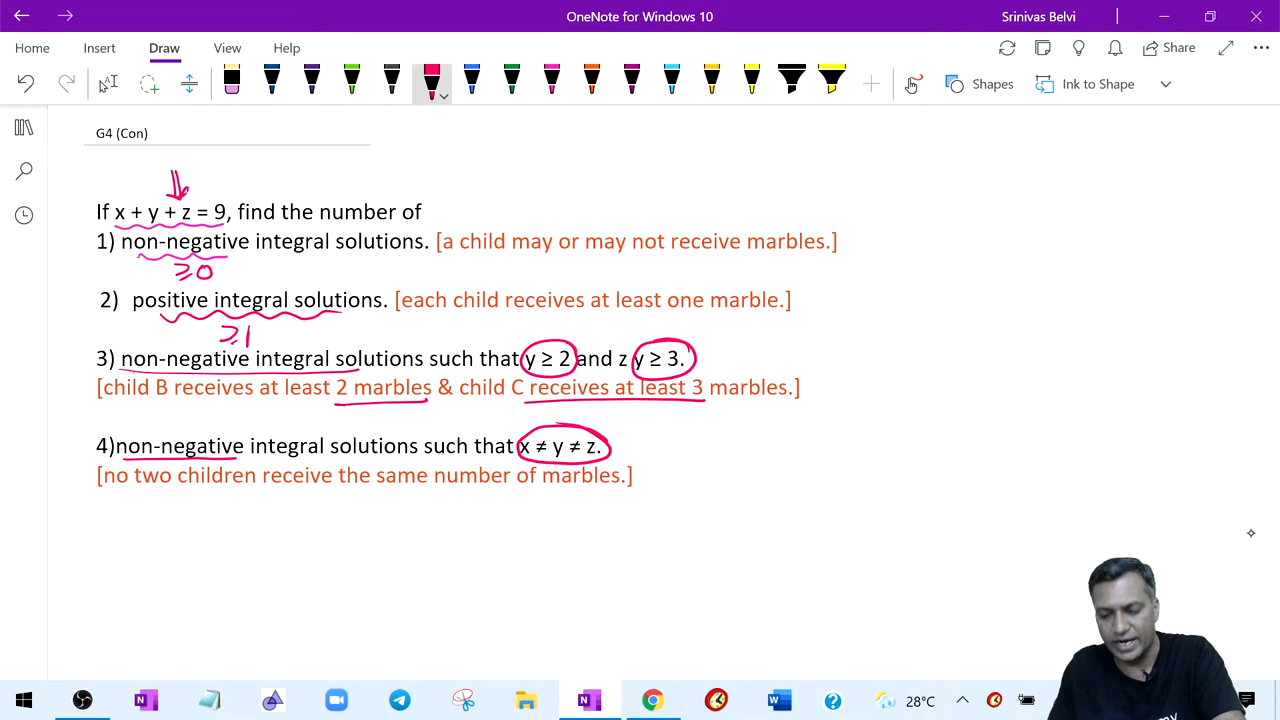 OneNote for Windows 10
Srinivas Belvi
Home Insert Draw View Help
Share
Shapes
Ink to Shape
G4 (Con)
If x + y + z = 9, find the number of
1) non-negative integral solutions. [a child may or may not receive marbles.]
≥0
2) positive integral solutions. [each child receives at least one marble.]
≥1
3) non-negative integral solutions such that y ≥ 2 and z y ≥ 3.
[child B receives at least 2 marbles & child C receives at least 3 marbles.]
4)non-negative integral solutions such that x ≠ y ≠ z.
[no two children receive the same number of marbles.]
28°C